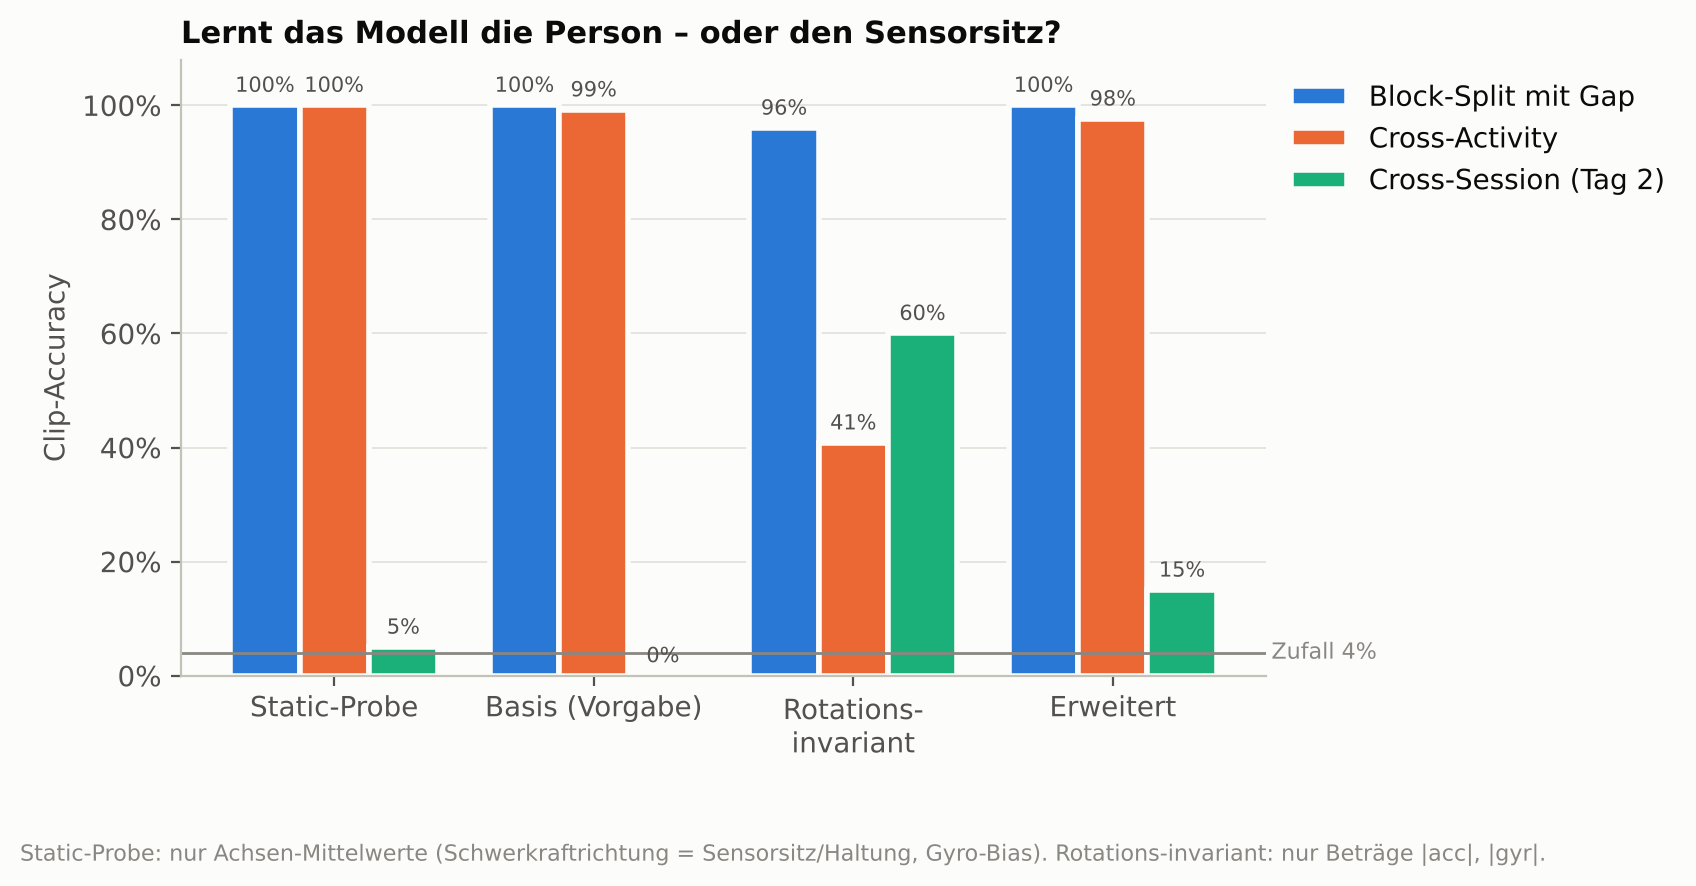 Lernt das Modell die Person – oder den Sensorsitz?
Block-Split mit Gap
Cross-Activity
Cross-Session (Tag 2)
Clip-Accuracy
100%
80%
60%
40%
20%
0%
100% 100% 5%
100% 99% 0%
96% 41% 60%
100% 98% 15%
Zufall 4%
Static-Probe
Basis (Vorgabe)
Rotations-
invariant
Erweitert
Static-Probe: nur Achsen-Mittelwerte (Schwerkraftrichtung = Sensorsitz/Haltung, Gyro-Bias). Rotations-invariant: nur Beträge |acc|, |gyr|.